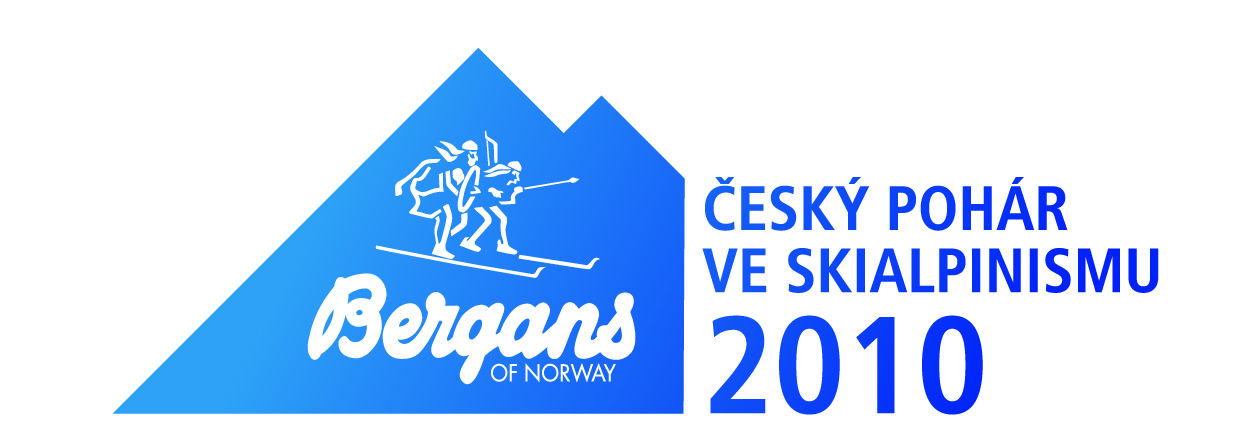 Bergans
OF NORWAY
ČESKÝ POHÁR
VE SKIALPINISMU
2010